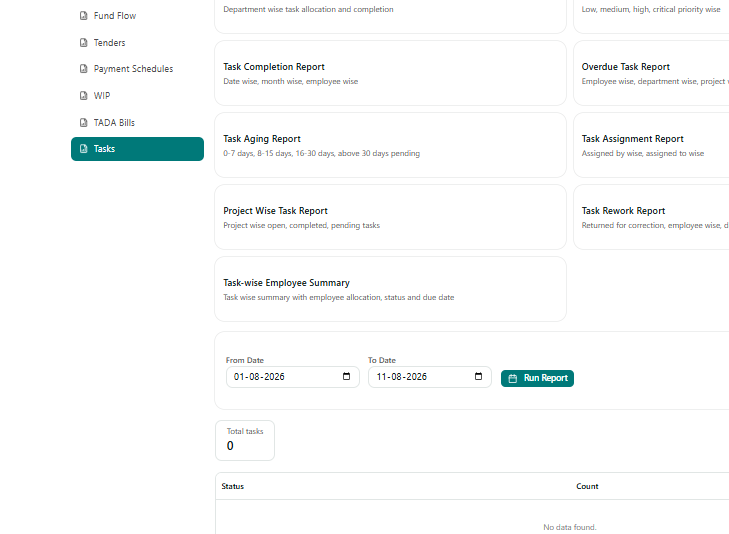 Fund Flow
Tenders
Payment Schedules
WIP
TADA Bills
Tasks
Department wise task allocation and completion
Low, medium, high, critical priority wise
Task Completion Report
Date wise, month wise, employee wise
Overdue Task Report
Employee wise, department wise, project
Task Aging Report
0-7 days, 8-15 days, 16-30 days, above 30 days pending
Task Assignment Report
Assigned by wise, assigned to wise
Project Wise Task Report
Project wise open, completed, pending tasks
Task Rework Report
Returned for correction, employee wise, d
Task-wise Employee Summary
Task wise summary with employee allocation, status and due date
From Date
To Date
01-08-2026
11-08-2026
Run Report
Total tasks
0
Status
Count
No data found.